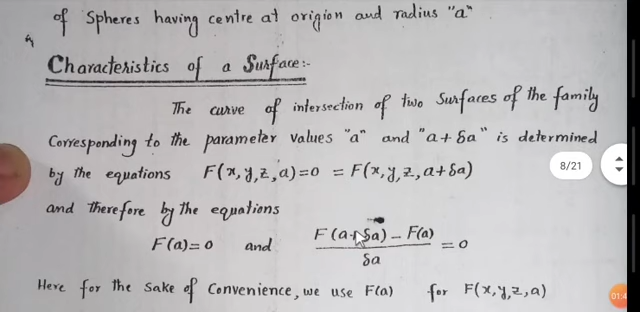 of Spheres having centre at origion and radius "a"
Characteristics of a Surface:-
The curve of intersection of two Surfaces of the family
Corresponding to the parameter values "a" and "a + δa" is determined
by the equations F(x,y,z,a)=0 = F(x,y,z,a+δa)
8/21
and therefore by the equations
F(a)=0 and F(a+δa) - F(a) / δa = 0
Here for the Sake of Convenience, we use F(a) for F(x,y,z,a)